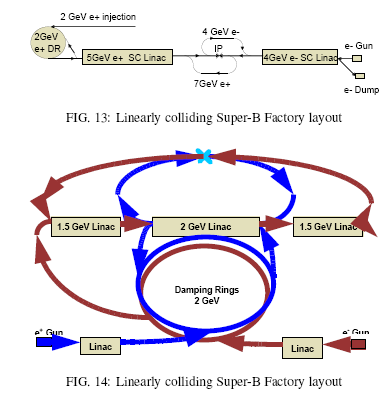 2 GeV e+ injection
2GeV
e+ DR
5GeV e+ SC Linac
4 GeV e-
IP
7GeV e+
4GeV e- SC Linac
e- Gun
e- Dump
FIG. 13: Linearly colliding Super-B Factory layout
1.5 GeV Linac
2 GeV Linac
1.5 GeV Linac
Damping Rings
2 GeV
e+ Gun
Linac
Linac
e- Gun
FIG. 14: Linearly colliding Super-B Factory layout